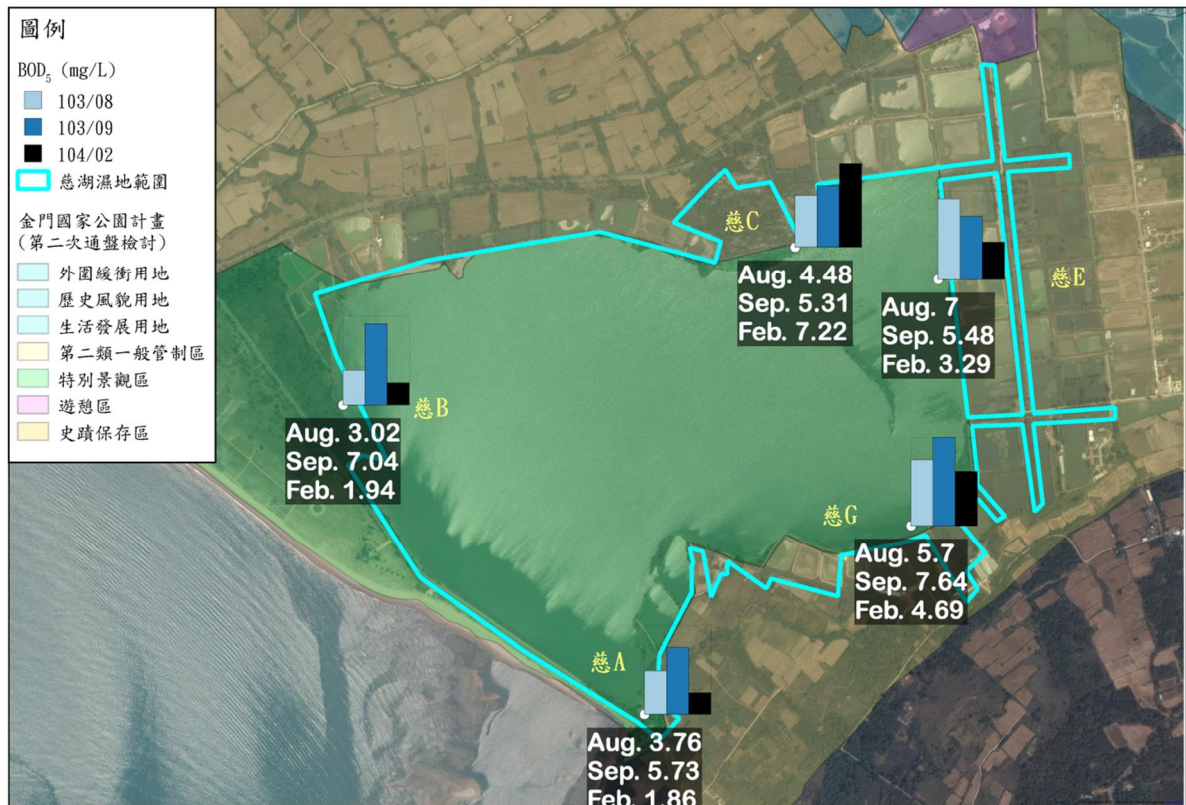 圖例
BOD5 (mg/L)
103/08
103/09
104/02
慈湖濕地範圍
金門國家公園計畫
(第二次通盤檢討)
外圍緩衝用地
歷史風貌用地
生活發展用地
第二類一般管制區
特別景觀區
遊憩區
史蹟保存區
慈C
Aug. 4.48
Sep. 5.31
Feb. 7.22
慈E
Aug. 7
Sep. 5.48
Feb. 3.29
慈B
Aug. 3.02
Sep. 7.04
Feb. 1.94
慈G
Aug. 5.7
Sep. 7.64
Feb. 4.69
慈A
Aug. 3.76
Sep. 5.73
Feb. 1.86